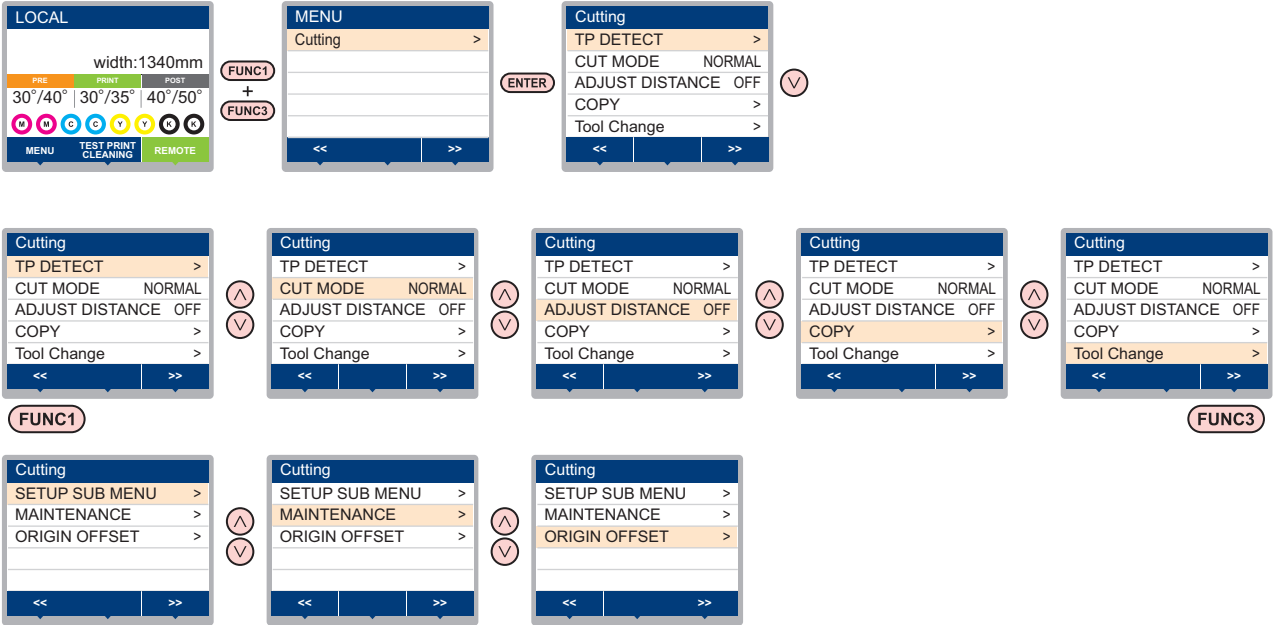 LOCAL
width:1340mm
PRE PRINT POST
30°/40° 30°/35° 40°/50°
M M C C Y Y K K
MENU TEST PRINT CLEANING REMOTE
FUNC1
+
FUNC3
MENU
Cutting >
<< >>
ENTER
Cutting
TP DETECT >
CUT MODE NORMAL
ADJUST DISTANCE OFF
COPY >
Tool Change >
<< >>
Cutting
TP DETECT >
CUT MODE NORMAL
ADJUST DISTANCE OFF
COPY >
Tool Change >
<< >>
Cutting
TP DETECT >
CUT MODE NORMAL
ADJUST DISTANCE OFF
COPY >
Tool Change >
<< >>
Cutting
TP DETECT >
CUT MODE NORMAL
ADJUST DISTANCE OFF
COPY >
Tool Change >
<< >>
Cutting
TP DETECT >
CUT MODE NORMAL
ADJUST DISTANCE OFF
COPY >
Tool Change >
<< >>
Cutting
TP DETECT >
CUT MODE NORMAL
ADJUST DISTANCE OFF
COPY >
Tool Change >
<< >>
FUNC1
FUNC3
Cutting
SETUP SUB MENU >
MAINTENANCE >
ORIGIN OFFSET >
<< >>
Cutting
SETUP SUB MENU >
MAINTENANCE >
ORIGIN OFFSET >
<< >>
Cutting
SETUP SUB MENU >
MAINTENANCE >
ORIGIN OFFSET >
<< >>